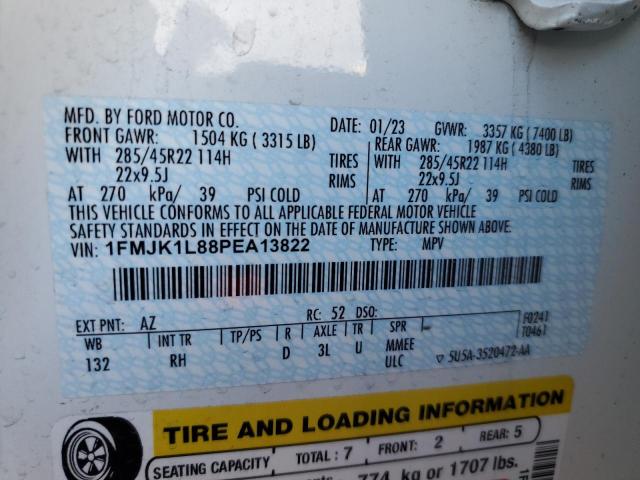 MFD. BY FORD MOTOR CO.
DATE: 01/23 GVWR: 3357 KG (7400 LB)
FRONT GAWR: 1504 KG (3315 LB)
REAR GAWR: 1987 KG (4380 LB)
WITH 285/45R22 114H TIRES
WITH 285/45R22 114H TIRES
22x9.5J RIMS
22x9.5J RIMS
AT 270 kPa/ 39 PSI COLD
AT 270 kPa/ 39 PSI COLD
THIS VEHICLE CONFORMS TO ALL APPLICABLE FEDERAL MOTOR VEHICLE
SAFETY STANDARDS IN EFFECT ON THE DATE OF MANUFACTURE SHOWN ABOVE.
VIN: 1FMJK1L88PEA13822 TYPE: MPV
EXT PNT: AZ RC: 52 DSO:
F0241
T0461
WB INT TR TP/PS R AXLE TR SPR
132 RH D 3L U MMEE
ULC ▽ 5U5A-3520472-AA
TIRE AND LOADING INFORMATION
SEATING CAPACITY TOTAL : 7 FRONT: 2 REAR: 5
774 kg or 1707 lbs.